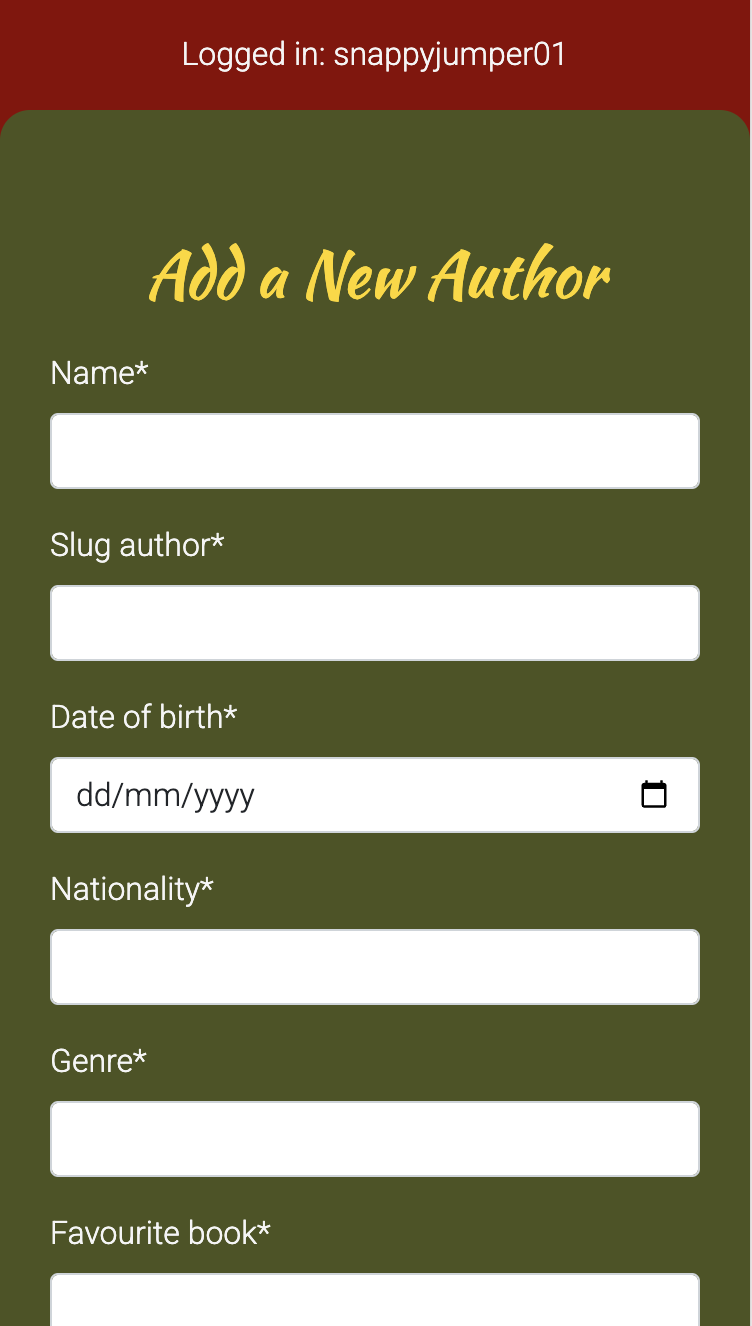 Logged in: snappyjumper01
Add a New Author
Name*
Slug author*
Date of birth*
dd/mm/yyyy
Nationality*
Genre*
Favourite book*